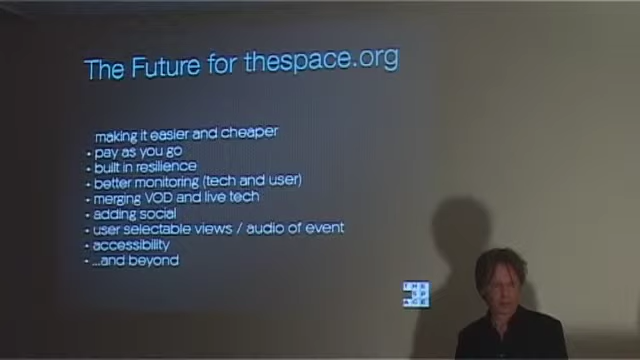 The Future for thespace.org
making it easier and cheaper
• pay as you go
• built in resilience
• better monitoring (tech and user)
• merging VOD and live tech
• adding social
• user selectable views / audio of event
• accessibility
• ...and beyond
THE
SP
ACE